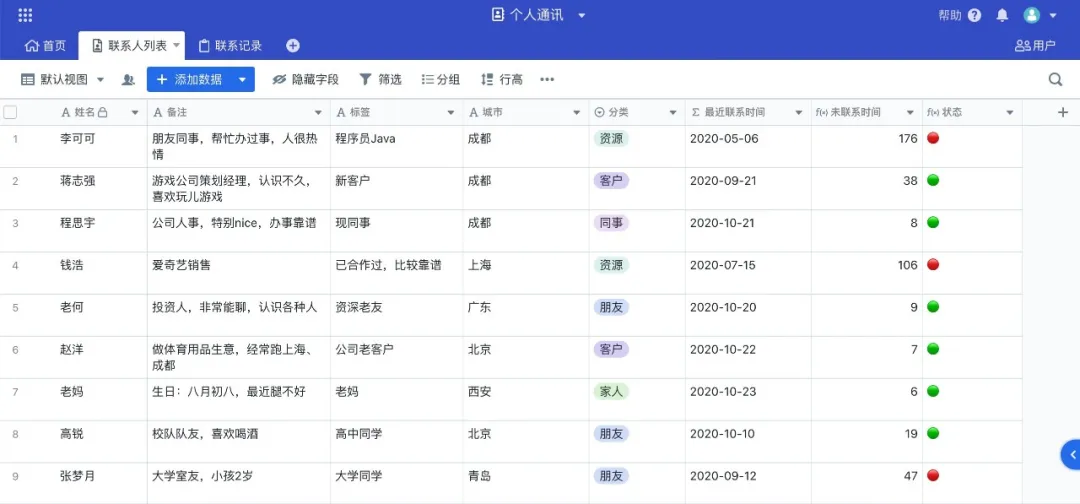 个人通讯
帮助
首页
联系人列表
联系记录
用户
默认视图
添加数据
隐藏字段
筛选
分组
行高
A 姓名 A 备注 A 标签 A 城市 分类 Σ 最近联系时间 f(x) 未联系时间 f(x) 状态
1 李可可 朋友同事，帮忙办过事，人很热 程序员Java 成都 资源 2020-05-06 176
情
2 蒋志强 游戏公司策划经理，认识不久， 新客户 成都 客户 2020-09-21 38
喜欢玩儿游戏
3 程思宇 公司人事，特别nice，办事靠谱 现同事 成都 同事 2020-10-21 8
4 钱浩 爱奇艺销售 已合作过，比较靠谱 上海 资源 2020-07-15 106
5 老何 投资人，非常能聊，认识各种人 资深老友 广东 朋友 2020-10-20 9
6 赵洋 做体育用品生意，经常跑上海、 公司老客户 北京 客户 2020-10-22 7
成都
7 老妈 生日：八月初八，最近腿不好 老妈 西安 家人 2020-10-23 6
8 高锐 校队队友，喜欢喝酒 高中同学 北京 朋友 2020-10-10 19
9 张梦月 大学室友，小孩2岁 大学同学 青岛 朋友 2020-09-12 47